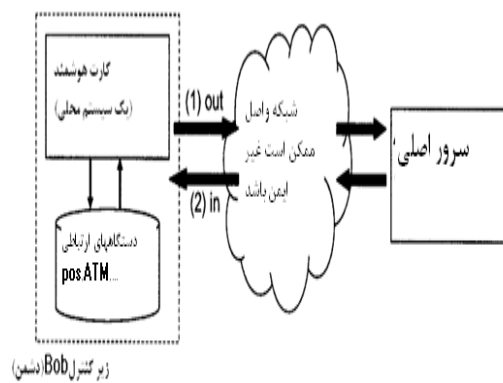 کارت هوشمند
(یک سیستم محلی)
دستگاههای ارتباطی
pos.ATM....
زیر کنترل Bob(دشمن)
(1) out
(2) in
شبکه واصل
ممکن است غیر
ایمن باشد
سرور اصلی